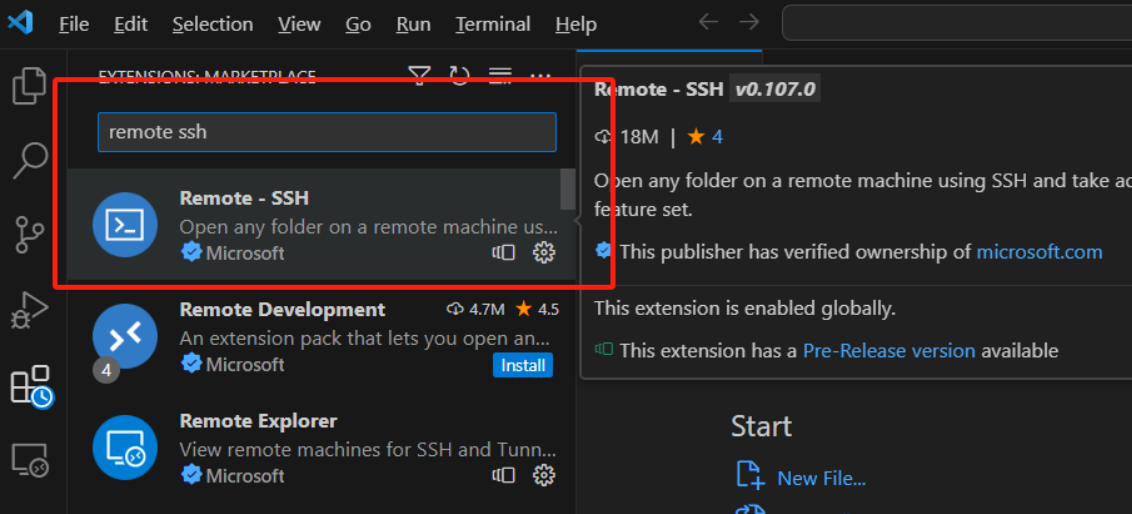 File Edit Selection View Go Run Terminal Help
EXTENSIONS: MARKETPLACE
remote ssh
Remote - SSH
Open any folder on a remote machine us...
Microsoft
Remote Development 4.7M 4.5
An extension pack that lets you open an...
4
Microsoft Install
Remote Explorer
View remote machines for SSH and Tunn...
Microsoft
Remote - SSH v0.107.0
18M | 4
Open any folder on a remote machine using SSH and take
feature set.
This publisher has verified ownership of microsoft.com
This extension is enabled globally.
This extension has a Pre-Release version available
Start
New File...